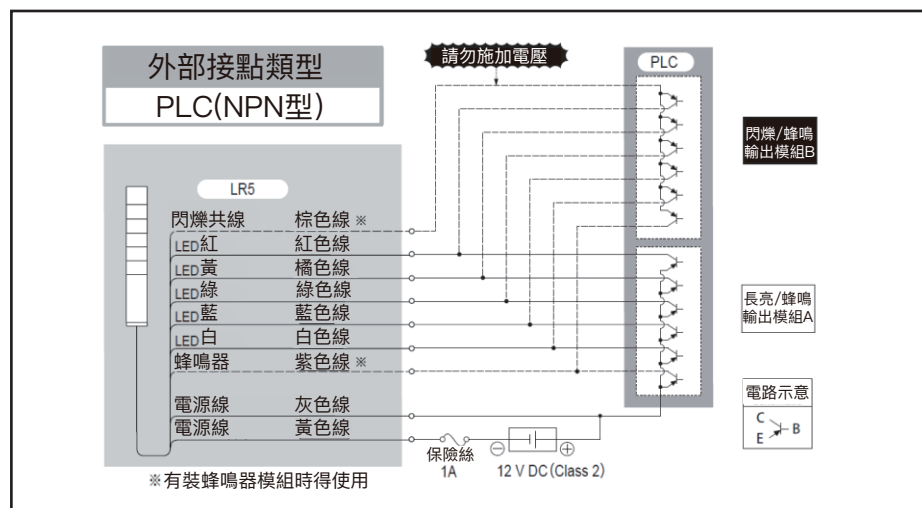 外部接點類型
PLC(NPN型)
請勿施加電壓
PLC
閃爍/蜂鳴
輸出模組B
LR5
閃爍共線 棕色線 ※
LED紅 紅色線
LED黃 橘色線
LED綠 綠色線
LED藍 藍色線
LED白 白色線
蜂鳴器 紫色線 ※
電源線 灰色線
電源線 黃色線
長亮/蜂鳴
輸出模組A
電路示意
C
B
E
保險絲
1A
⊖ ⊕
12 V DC (Class 2)
※有裝蜂鳴器模組時得使用